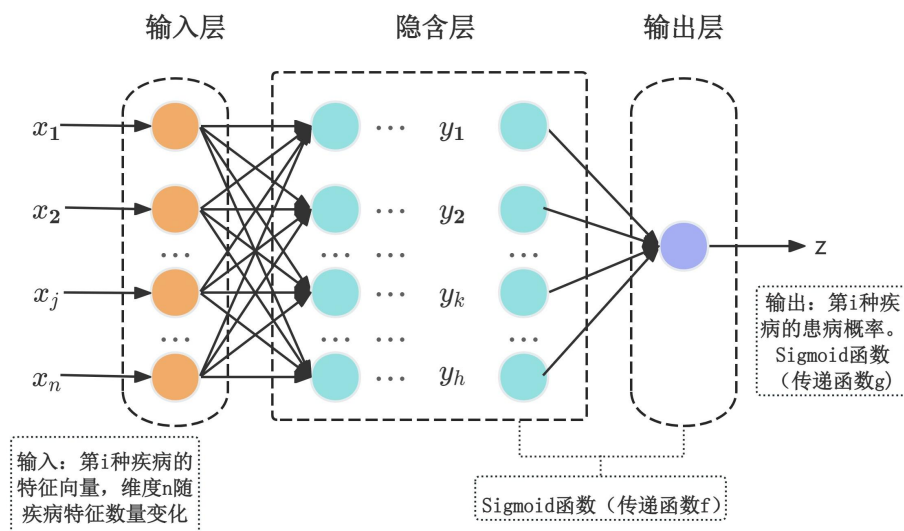 输入层 隐含层 输出层
x1 ... y1
x2 ... y2
... ...
xj ... yk z
... ...
xn ... yh
输出：第i种疾
病的患病概率。
Sigmoid函数
（传递函数g）
输入：第i种疾病的
特征向量，维度n随
疾病特征数量变化
Sigmoid函数（传递函数f）